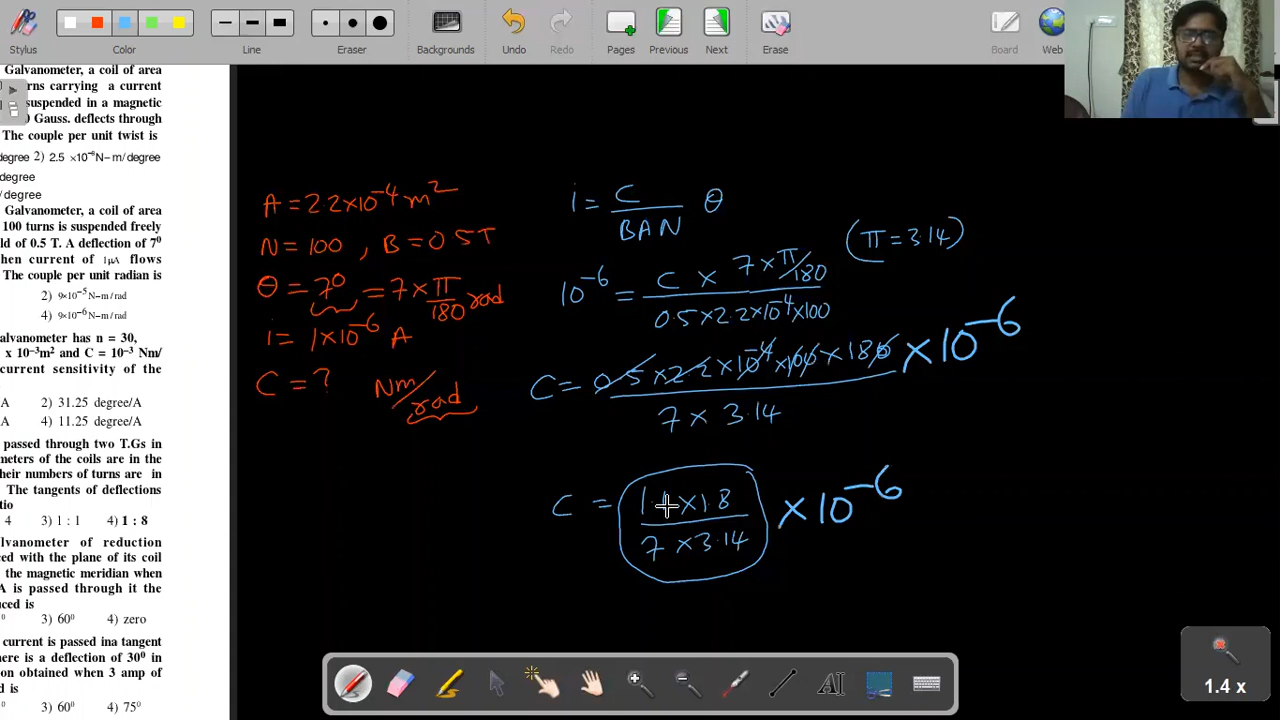 Stylus
Color
Line
Eraser
Backgrounds
Undo
Redo
Pages
Previous
Next
Erase
Board
Web
Galvanometer, a coil of area
rns carrying a current
suspended in a magnetic
Gauss. deflects through
The couple per unit twist is
degree 2) 2.5 ×10⁻⁹N−m/degree
degree
/degree
Galvanometer, a coil of area
100 turns is suspended freely
ld of 0.5 T. A deflection of 7⁰
hen current of 1μA flows
The couple per unit radian is
2) 9×10⁻⁵N−m/rad
4) 9×10⁻⁶N−m/rad
alvanometer has n = 30,
x 10⁻³m² and C = 10⁻³ Nm/
urrent sensitivity of the
A 2) 31.25 degree/A
A 4) 11.25 degree/A
passed through two T.Gs in
meters of the coils are in the
heir numbers of turns are in
The tangents of deflections
4 3) 1 : 1 4) 1 : 8
vanometer of reduction
ced with the plane of its coil
the magnetic meridian when
A is passed through it the
uced is
⁰ 3) 60⁰ 4) zero
current is passed ina tangent
here is a deflection of 30⁰ in
on obtained when 3 amp of
d is
⁰ 3) 60⁰ 4) 75⁰
A = 2.2×10⁻⁴ m²
N = 100 , B = 0.5T
θ = 7⁰ = 7×π/180 rad
i = 1×10⁻⁶ A
C = ? Nm/rad
i = C/BAN θ
(π = 3.14)
10⁻⁶ = C × 7×π/180 / 0.5×2.2×10⁻⁴×100
C = 0.5×2.2×10⁻⁴×100×180 / 7×3.14 ×10⁻⁶
C = 1.1×1.8 / 7×3.14 ×10⁻⁶
1.4 x